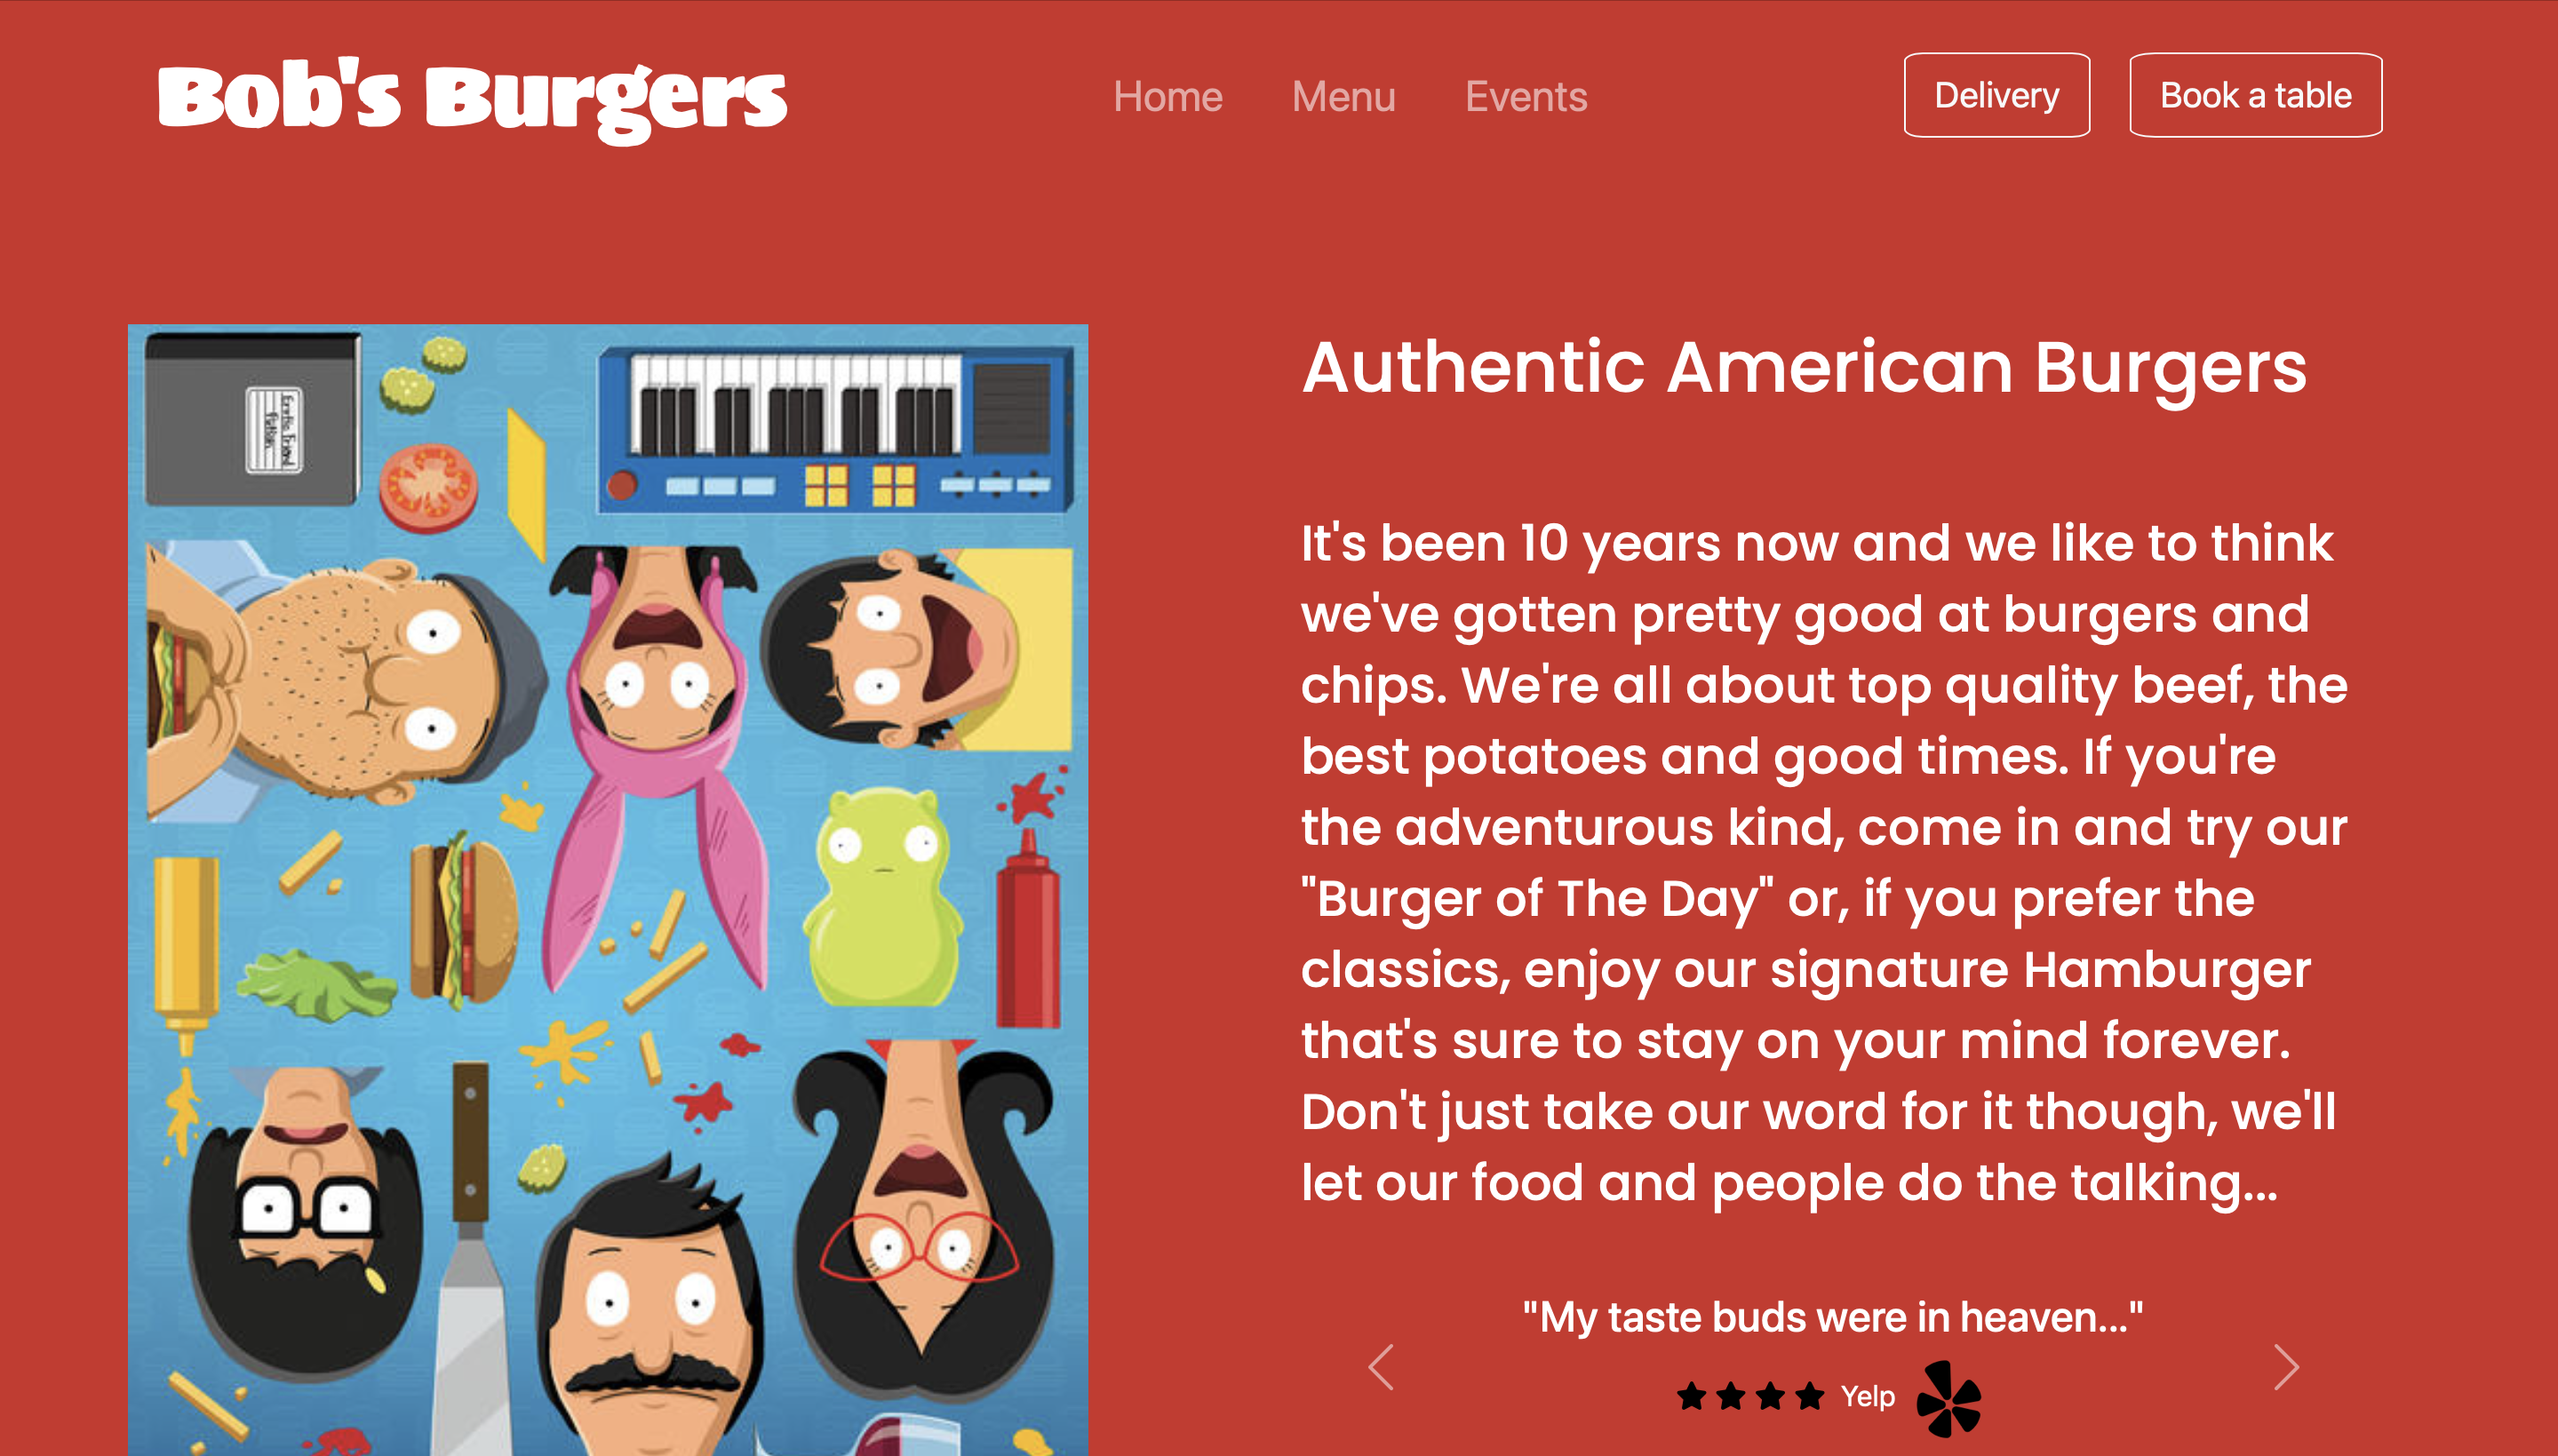 Bob's Burgers
Home Menu Events
Delivery Book a table
Authentic American Burgers
It's been 10 years now and we like to think
we've gotten pretty good at burgers and
chips. We're all about top quality beef, the
best potatoes and good times. If you're
the adventurous kind, come in and try our
"Burger of The Day" or, if you prefer the
classics, enjoy our signature Hamburger
that's sure to stay on your mind forever.
Don't just take our word for it though, we'll
let our food and people do the talking...
"My taste buds were in heaven..."
Yelp